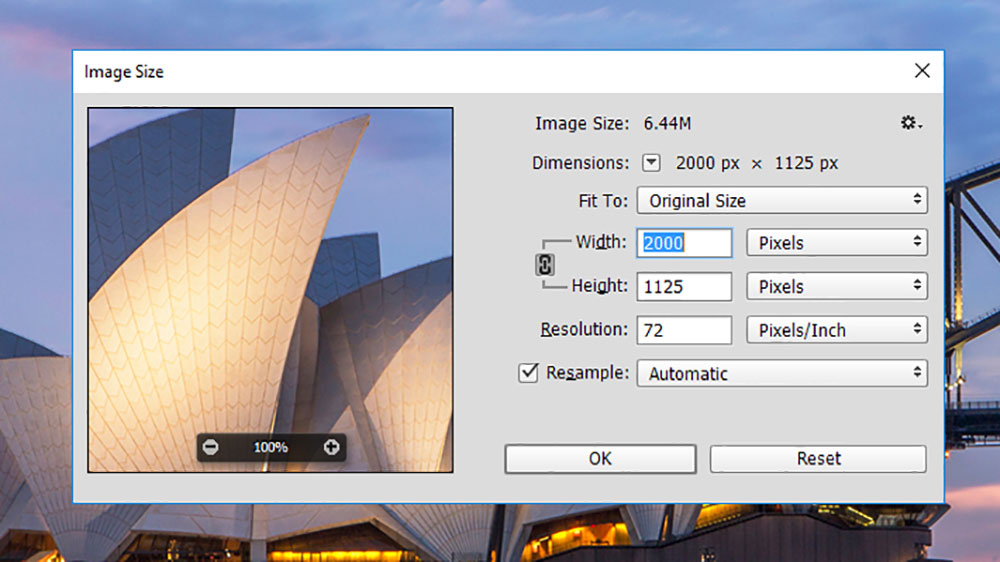 Image Size
Image Size: 6.44M
Dimensions: 2000 px × 1125 px
Fit To: Original Size
Width: 2000 Pixels
Height: 1125 Pixels
Resolution: 72 Pixels/Inch
Resample: Automatic
100%
OK Reset